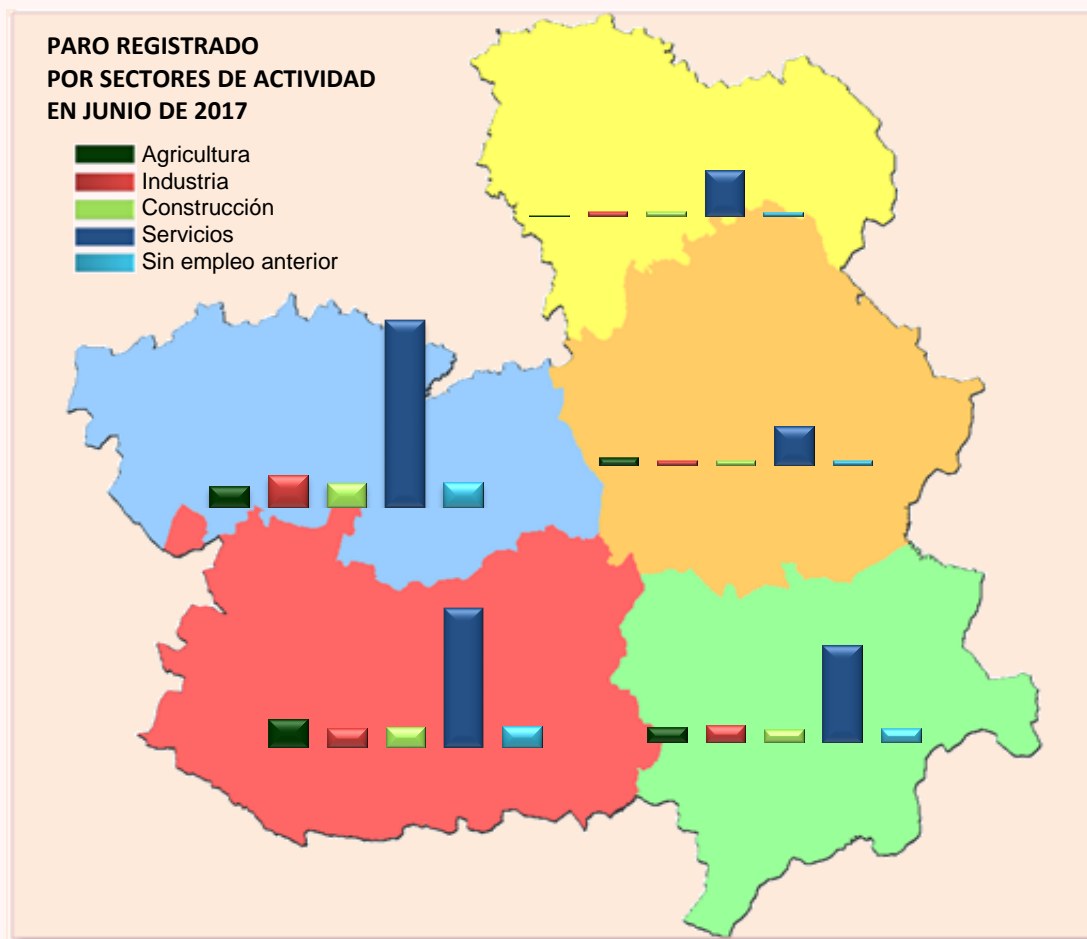 PARO REGISTRADO
POR SECTORES DE ACTIVIDAD
EN JUNIO DE 2017
Agricultura
Industria
Construcción
Servicios
Sin empleo anterior